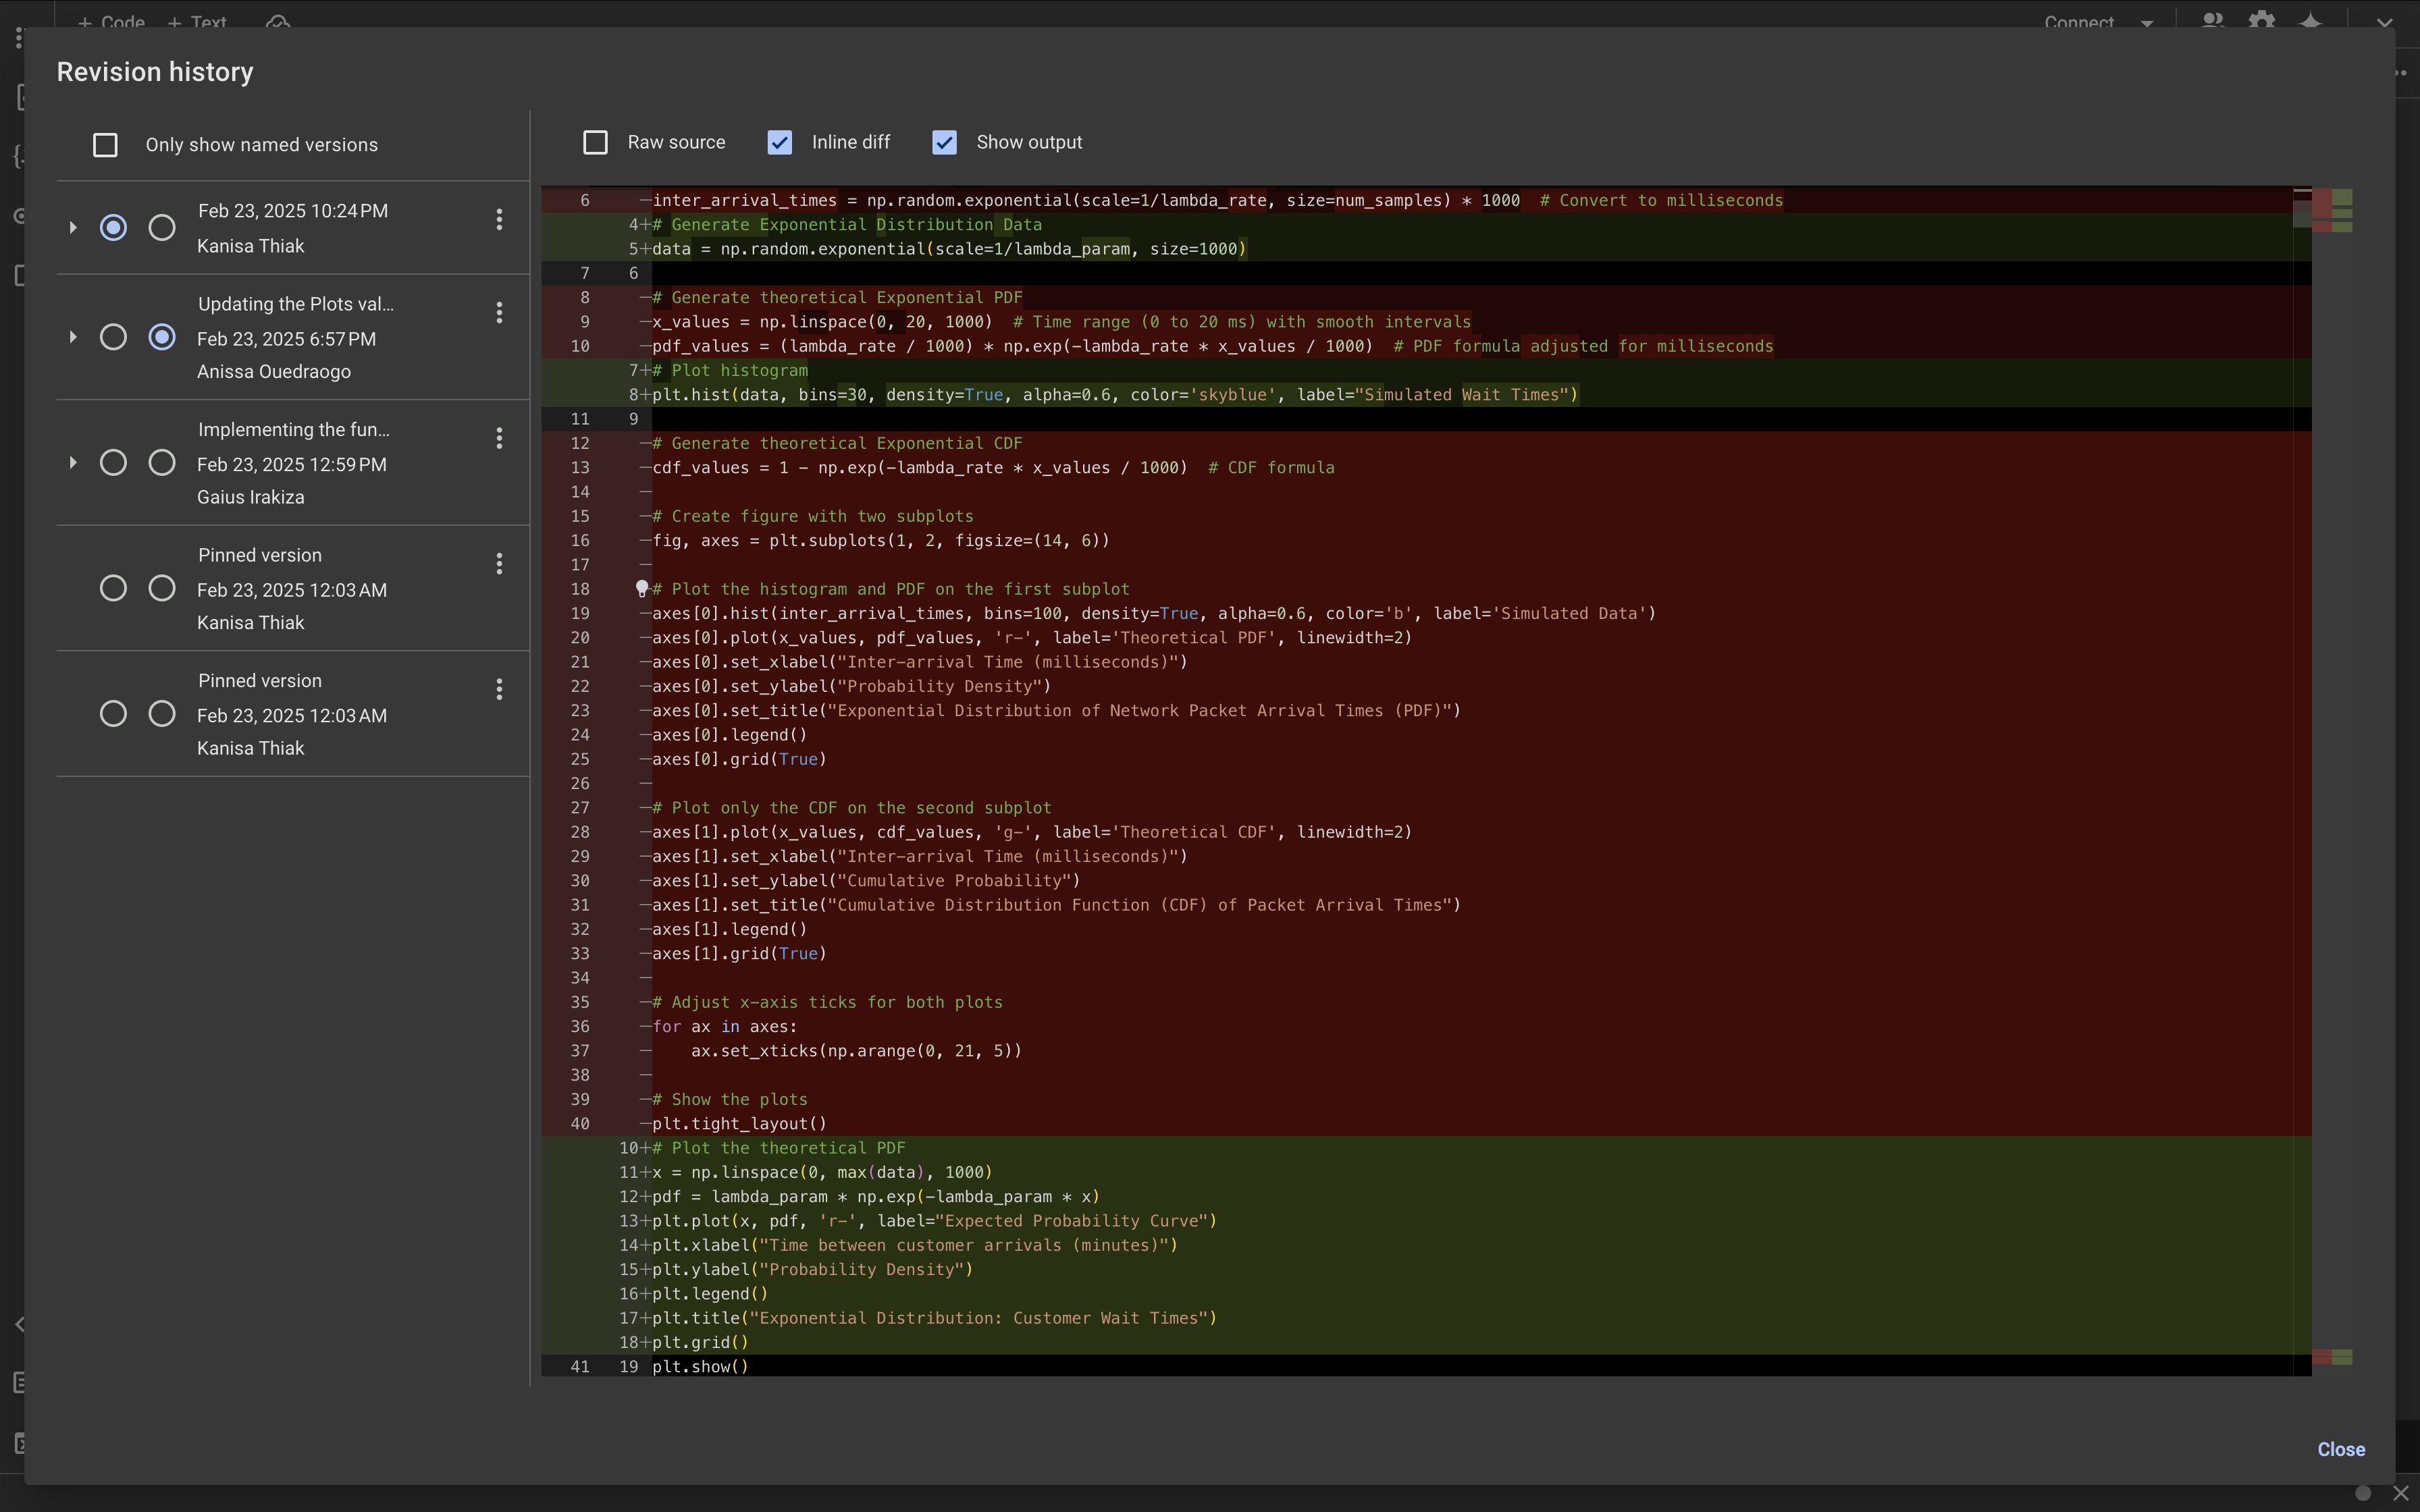 + Code + Text
Connect
Revision history
Only show named versions
Feb 23, 2025 10:24 PM
Kanisa Thiak
Updating the Plots val...
Feb 23, 2025 6:57 PM
Anissa Ouedraogo
Implementing the fun...
Feb 23, 2025 12:59 PM
Gaius Irakiza
Pinned version
Feb 23, 2025 12:03 AM
Kanisa Thiak
Pinned version
Feb 23, 2025 12:03 AM
Kanisa Thiak
Raw source Inline diff Show output
6 —inter_arrival_times = np.random.exponential(scale=1/lambda_rate, size=num_samples) * 1000  # Convert to milliseconds
4+# Generate Exponential Distribution Data
5+data = np.random.exponential(scale=1/lambda_param, size=1000)
7 6
8 —# Generate theoretical Exponential PDF
9 —x_values = np.linspace(0, 20, 1000)  # Time range (0 to 20 ms) with smooth intervals
10 —pdf_values = (lambda_rate / 1000) * np.exp(-lambda_rate * x_values / 1000)  # PDF formula adjusted for milliseconds
7+# Plot histogram
8+plt.hist(data, bins=30, density=True, alpha=0.6, color='skyblue', label="Simulated Wait Times")
11 9
12 —# Generate theoretical Exponential CDF
13 —cdf_values = 1 - np.exp(-lambda_rate * x_values / 1000)  # CDF formula
14 —
15 —# Create figure with two subplots
16 —fig, axes = plt.subplots(1, 2, figsize=(14, 6))
17 —
18 # Plot the histogram and PDF on the first subplot
19 —axes[0].hist(inter_arrival_times, bins=100, density=True, alpha=0.6, color='b', label='Simulated Data')
20 —axes[0].plot(x_values, pdf_values, 'r-', label='Theoretical PDF', linewidth=2)
21 —axes[0].set_xlabel("Inter-arrival Time (milliseconds)")
22 —axes[0].set_ylabel("Probability Density")
23 —axes[0].set_title("Exponential Distribution of Network Packet Arrival Times (PDF)")
24 —axes[0].legend()
25 —axes[0].grid(True)
26 —
27 —# Plot only the CDF on the second subplot
28 —axes[1].plot(x_values, cdf_values, 'g-', label='Theoretical CDF', linewidth=2)
29 —axes[1].set_xlabel("Inter-arrival Time (milliseconds)")
30 —axes[1].set_ylabel("Cumulative Probability")
31 —axes[1].set_title("Cumulative Distribution Function (CDF) of Packet Arrival Times")
32 —axes[1].legend()
33 —axes[1].grid(True)
34 —
35 —# Adjust x-axis ticks for both plots
36 —for ax in axes:
37 —    ax.set_xticks(np.arange(0, 21, 5))
38 —
39 —# Show the plots
40 —plt.tight_layout()
10+# Plot the theoretical PDF
11+x = np.linspace(0, max(data), 1000)
12+pdf = lambda_param * np.exp(-lambda_param * x)
13+plt.plot(x, pdf, 'r-', label="Expected Probability Curve")
14+plt.xlabel("Time between customer arrivals (minutes)")
15+plt.ylabel("Probability Density")
16+plt.legend()
17+plt.title("Exponential Distribution: Customer Wait Times")
18+plt.grid()
41 19 plt.show()
Close